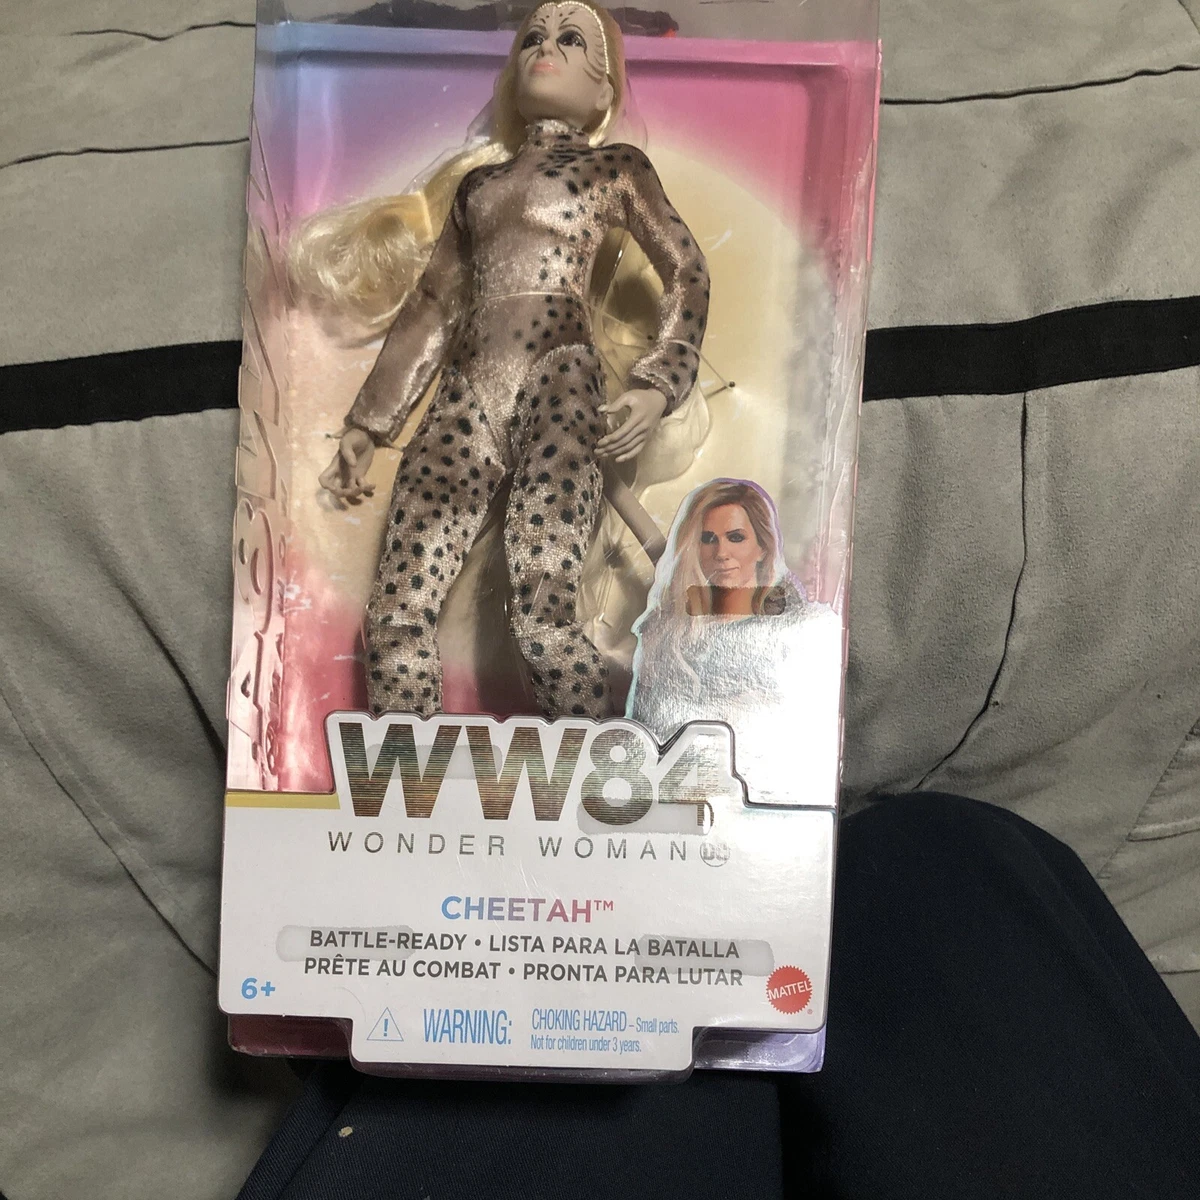 WW84
WONDER WOMAN DC
CHEETAH™
BATTLE-READY • LISTA PARA LA BATALLA
PRÊTE AU COMBAT • PRONTA PARA LUTAR
6+
MATTEL®
! WARNING: CHOKING HAZARD – Small parts.
Not for children under 3 years.